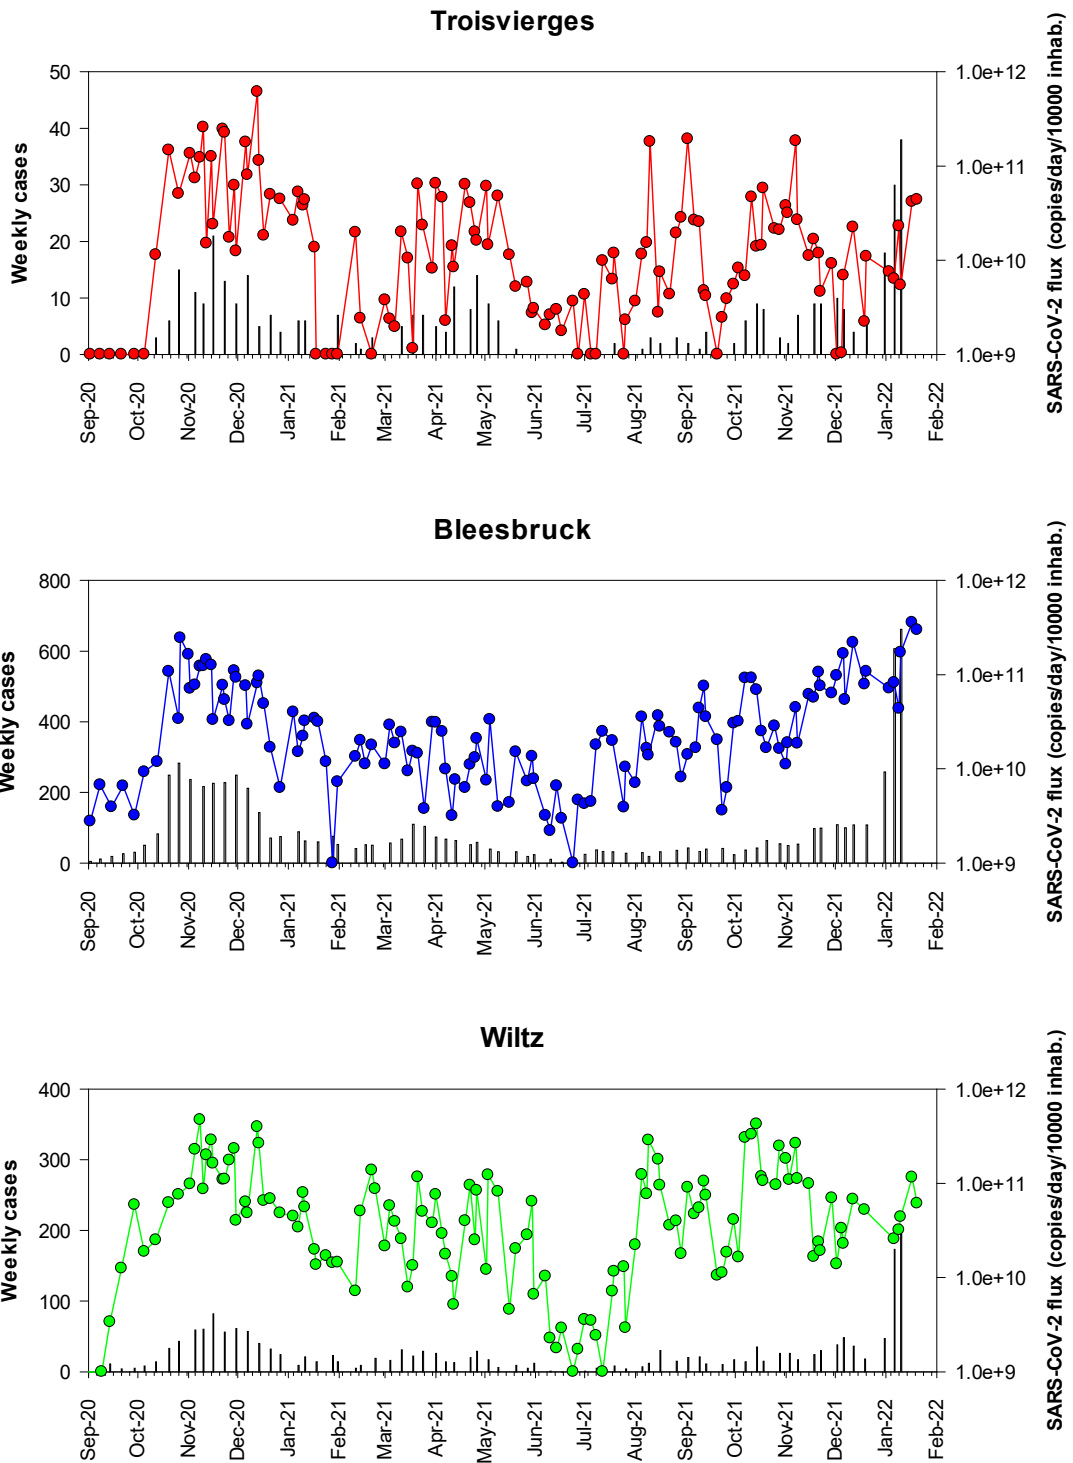 Troisvierges
Weekly cases
50
40
30
20
10
0
1.0e+12
1.0e+11
1.0e+10
1.0e+9
SARS-CoV-2 flux (copies/day/10000 inhab.)
Sep-20
Oct-20
Nov-20
Dec-20
Jan-21
Feb-21
Mar-21
Apr-21
May-21
Jun-21
Jul-21
Aug-21
Sep-21
Oct-21
Nov-21
Dec-21
Jan-22
Feb-22
Bleesbruck
Weekly cases
800
600
400
200
0
1.0e+12
1.0e+11
1.0e+10
1.0e+9
SARS-CoV-2 flux (copies/day/10000 inhab.)
Sep-20
Oct-20
Nov-20
Dec-20
Jan-21
Feb-21
Mar-21
Apr-21
May-21
Jun-21
Jul-21
Aug-21
Sep-21
Oct-21
Nov-21
Dec-21
Jan-22
Feb-22
Wiltz
Weekly cases
400
300
200
100
0
1.0e+12
1.0e+11
1.0e+10
1.0e+9
SARS-CoV-2 flux (copies/day/10000 inhab.)
Sep-20
Oct-20
Nov-20
Dec-20
Jan-21
Feb-21
Mar-21
Apr-21
May-21
Jun-21
Jul-21
Aug-21
Sep-21
Oct-21
Nov-21
Dec-21
Jan-22
Feb-22